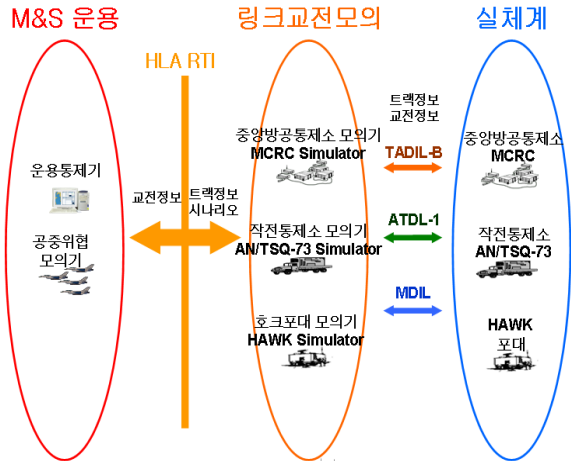 M&S 운용
링크교전모의
실체계
HLA RTI
트랙정보
교전정보
운용통제기
공중위협
모의기
교전정보
트랙정보
시나리오
중앙방공통제소 모의기
MCRC Simulator
작전통제소 모의기
AN/TSQ-73 Simulator
호크포대 모의기
HAWK Simulator
TADIL-B
ATDL-1
MDIL
중앙방공통제소
MCRC
작전통제소
AN/TSQ-73
HAWK
포대